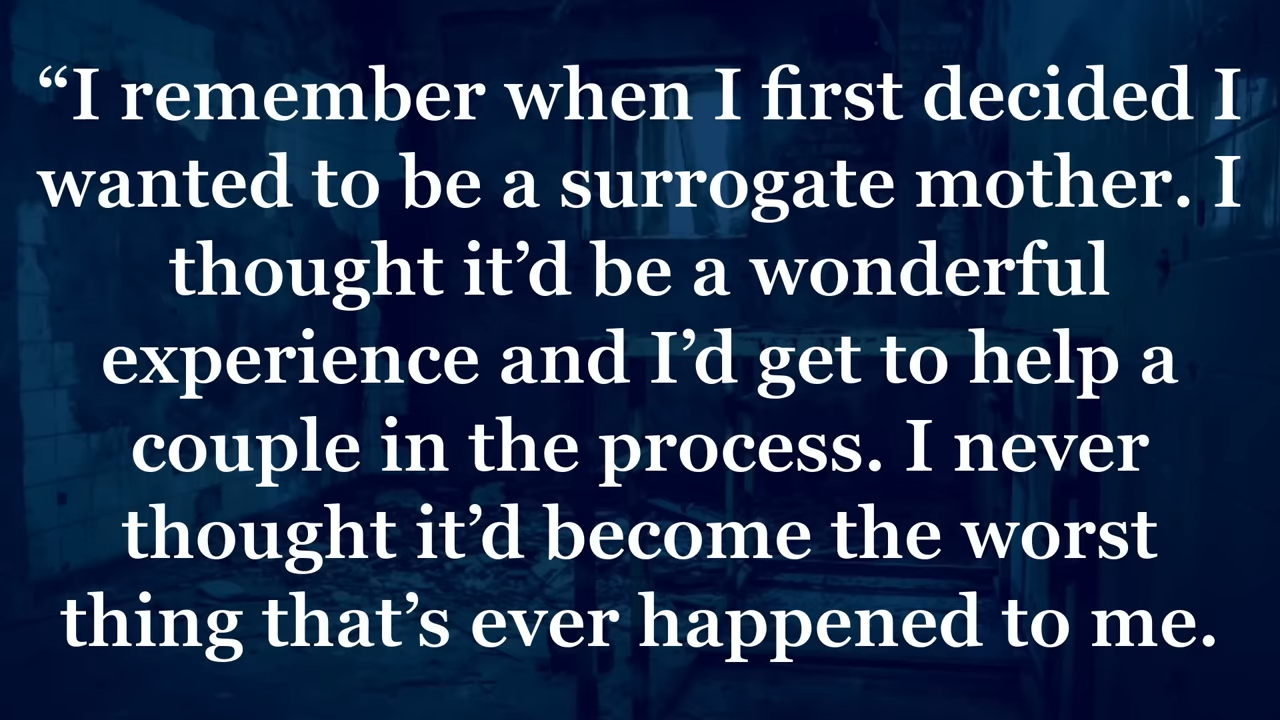 “I remember when I first decided I
wanted to be a surrogate mother. I
thought it’d be a wonderful
experience and I’d get to help a
couple in the process. I never
thought it’d become the worst
thing that’s ever happened to me.